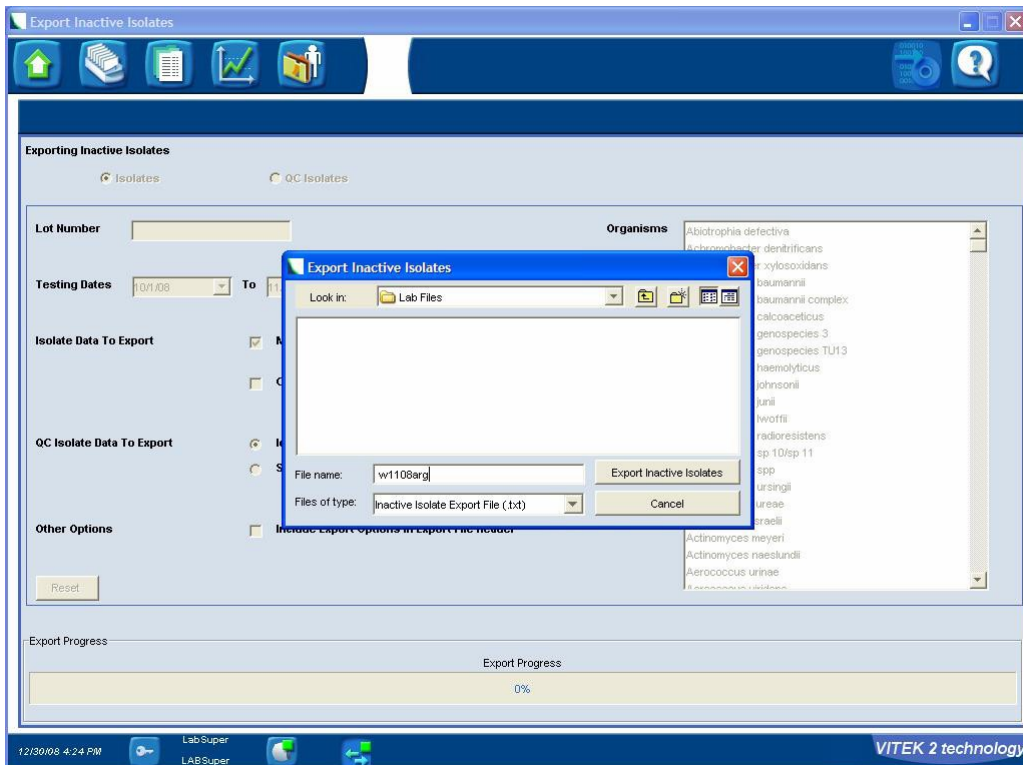 Export Inactive Isolates
Exporting Inactive Isolates
Isolates
QC Isolates
Lot Number
Testing Dates
10/1/08
To
Isolate Data To Export
QC Isolate Data To Export
Other Options
Include Export Options in Export File Header
Reset
Organisms
Abiotrophia defectiva
Achromobacter denitrificans
xylosoxidans
baumannii
baumannii complex
calcoaceticus
genospecies 3
genospecies TU13
haemolyticus
johnsonii
junii
lwoffii
radioresistens
sp 10/sp 11
spp
ursingii
ureae
israelii
Actinomyces meyeri
Actinomyces naeslundii
Aerococcus urinae
Export Inactive Isolates
Look in:
Lab Files
File name:
w1108arg
Export Inactive Isolates
Files of type:
Inactive Isolate Export File (.txt)
Cancel
Export Progress
Export Progress
0%
12/30/08 4:24 PM
LabSuper
LABSuper
VITEK 2 technology